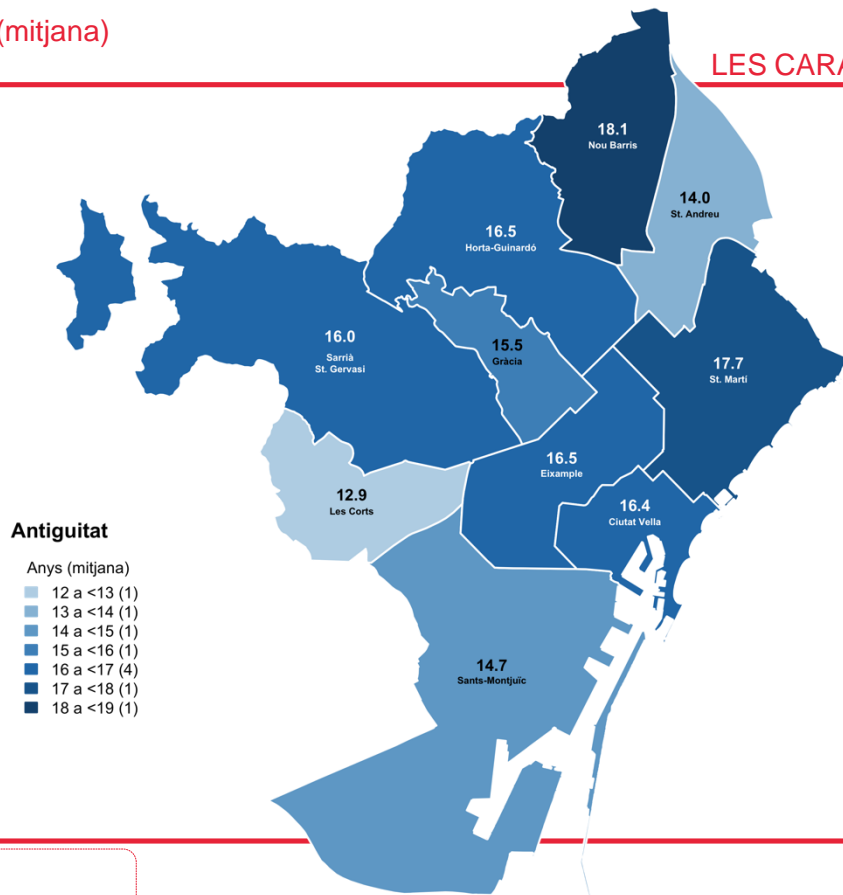 (mitjana)
LES CARA
18.1
Nou Barris
14.0
St. Andreu
16.5
Horta-Guinardó
16.0
Sarrià
St. Gervasi
15.5
Gràcia
17.7
St. Martí
16.5
Eixample
12.9
Les Corts
16.4
Ciutat Vella
14.7
Sants-Montjuïc
Antiguitat
Anys (mitjana)
12 a <13 (1)
13 a <14 (1)
14 a <15 (1)
15 a <16 (1)
16 a <17 (4)
17 a <18 (1)
18 a <19 (1)